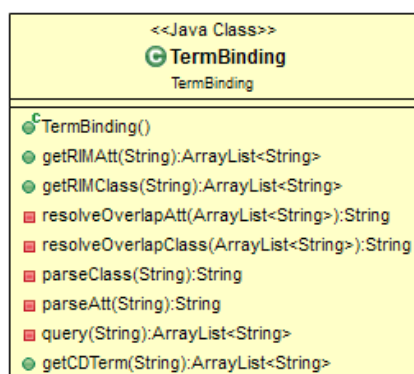 <<Java Class>>
C TermBinding
TermBinding
C TermBinding()
getRIMAtt(String):ArrayList<String>
getRIMClass(String):ArrayList<String>
resolveOverlapAtt(ArrayList<String>):String
resolveOverlapClass(ArrayList<String>):String
parseClass(String):String
parseAtt(String):String
query(String):ArrayList<String>
getCDTerm(String):ArrayList<String>